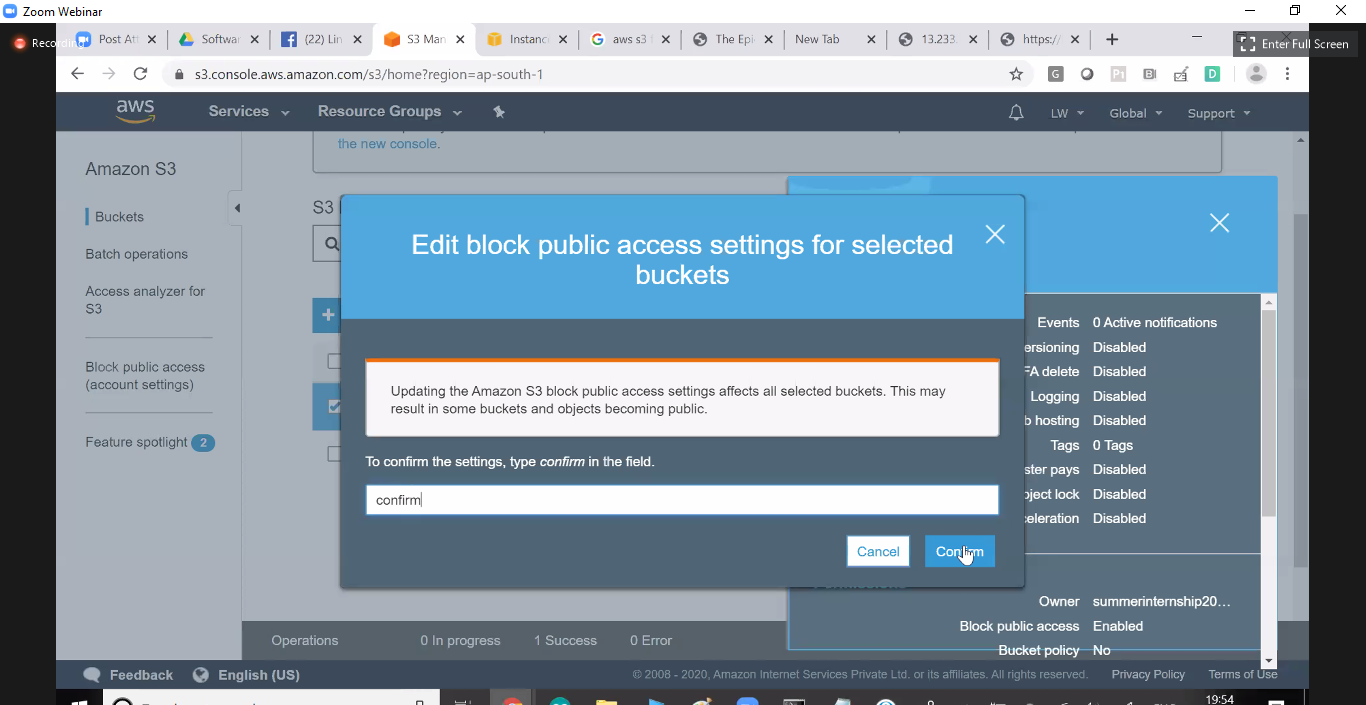 Zoom Webinar
Recording
Post Att
Softwar
(22) Lin
S3 Man
Instanc
aws s3
The Epi
New Tab
13.233.
https:/
Enter Full Screen
s3.console.aws.amazon.com/s3/home?region=ap-south-1
aws
Services
Resource Groups
LW
Global
Support
the new console.
Amazon S3
Buckets
Batch operations
Access analyzer for
S3
Block public access
(account settings)
Feature spotlight 2
S3
Edit block public access settings for selected
buckets
Updating the Amazon S3 block public access settings affects all selected buckets. This may
result in some buckets and objects becoming public.
To confirm the settings, type confirm in the field.
confirm
Cancel
Confirm
Events 0 Active notifications
ersioning Disabled
FA delete Disabled
Logging Disabled
b hosting Disabled
Tags 0 Tags
ster pays Disabled
bject lock Disabled
celeration Disabled
Owner summerinternship20...
Block public access Enabled
Bucket policy No
Operations 0 In progress 1 Success 0 Error
Feedback English (US)
© 2008 - 2020, Amazon Internet Services Private Ltd. or its affiliates. All rights reserved. Privacy Policy Terms of Use
19:54